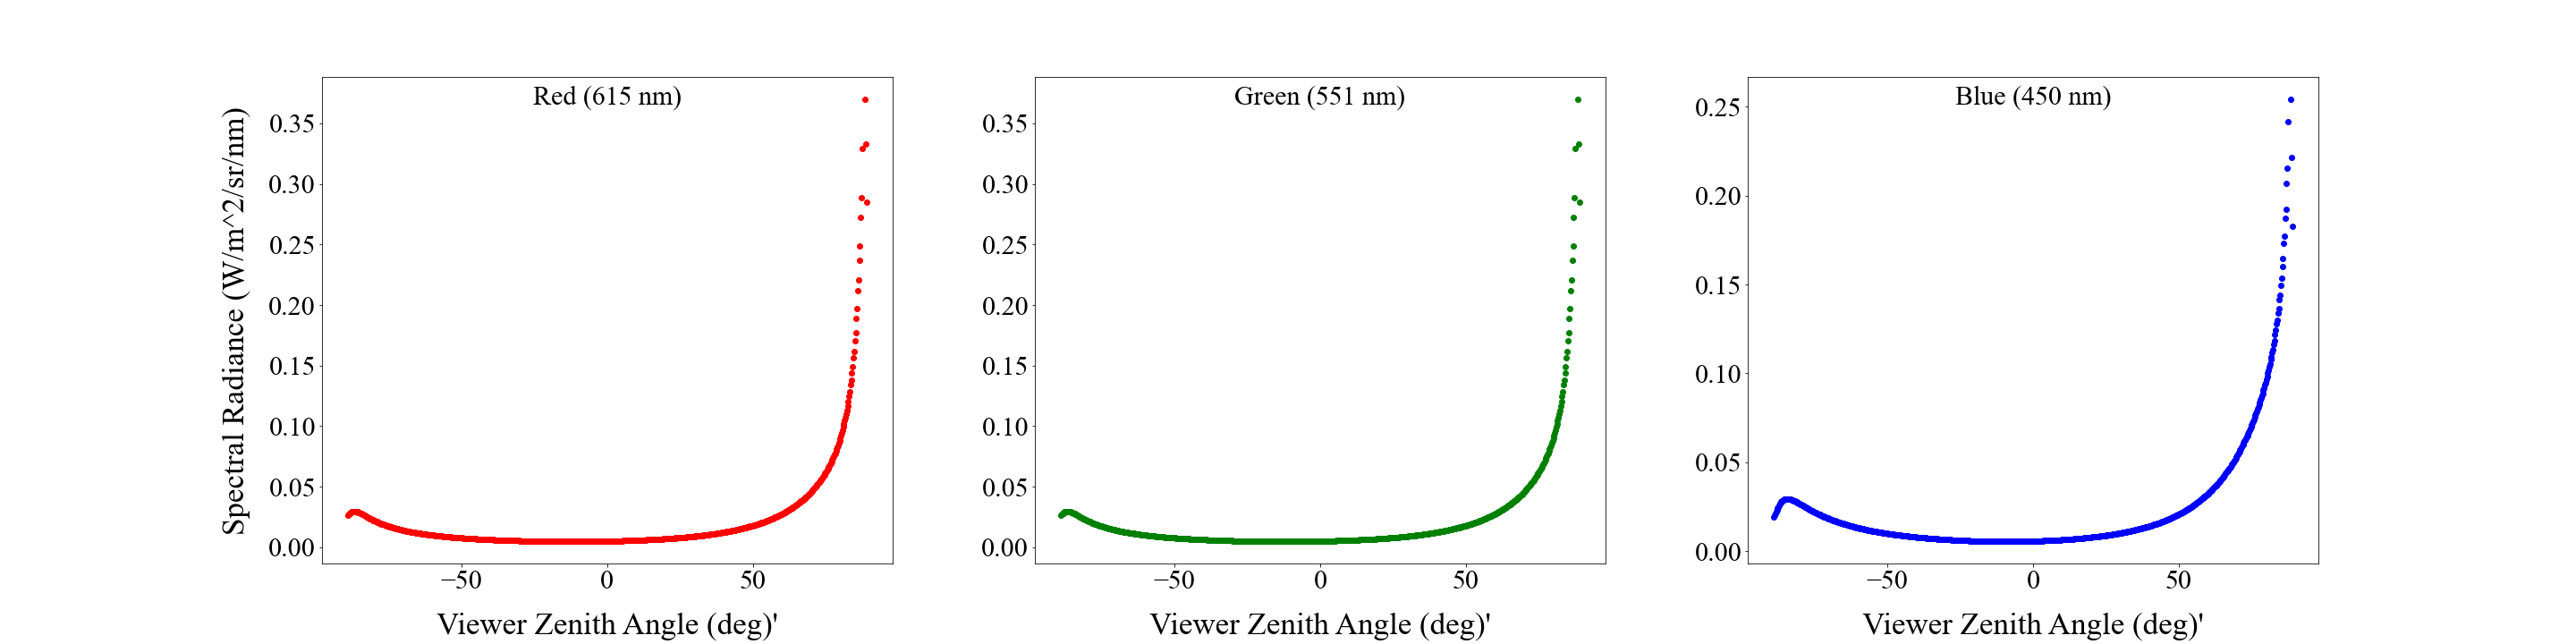 Red (615 nm)
Green (551 nm)
Blue (450 nm)
Spectral Radiance (W/m^2/sr/nm)
0.35
0.30
0.25
0.20
0.15
0.10
0.05
0.00
−50 0 50
Viewer Zenith Angle (deg)'
0.35
0.30
0.25
0.20
0.15
0.10
0.05
0.00
−50 0 50
Viewer Zenith Angle (deg)'
0.25
0.20
0.15
0.10
0.05
0.00
−50 0 50
Viewer Zenith Angle (deg)'